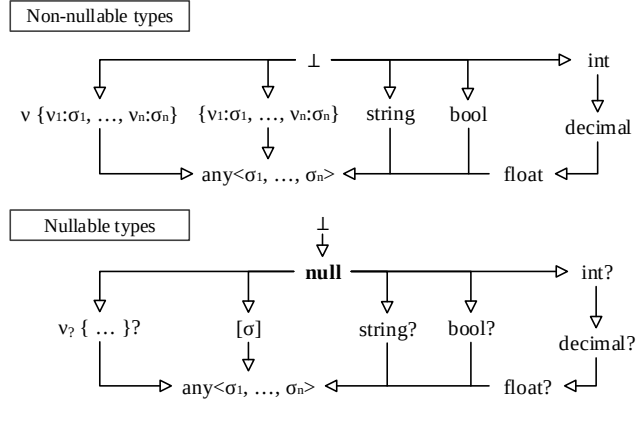 Non-nullable types
⊥ int
ν {ν₁:σ₁, …, νₙ:σₙ} {ν₁:σ₁, …, νₙ:σₙ} string bool
decimal
any<σ₁, …, σₙ> float
Nullable types
⊥
null int?
ν? { … }? [σ] string? bool?
decimal?
any<σ₁, …, σₙ> float?